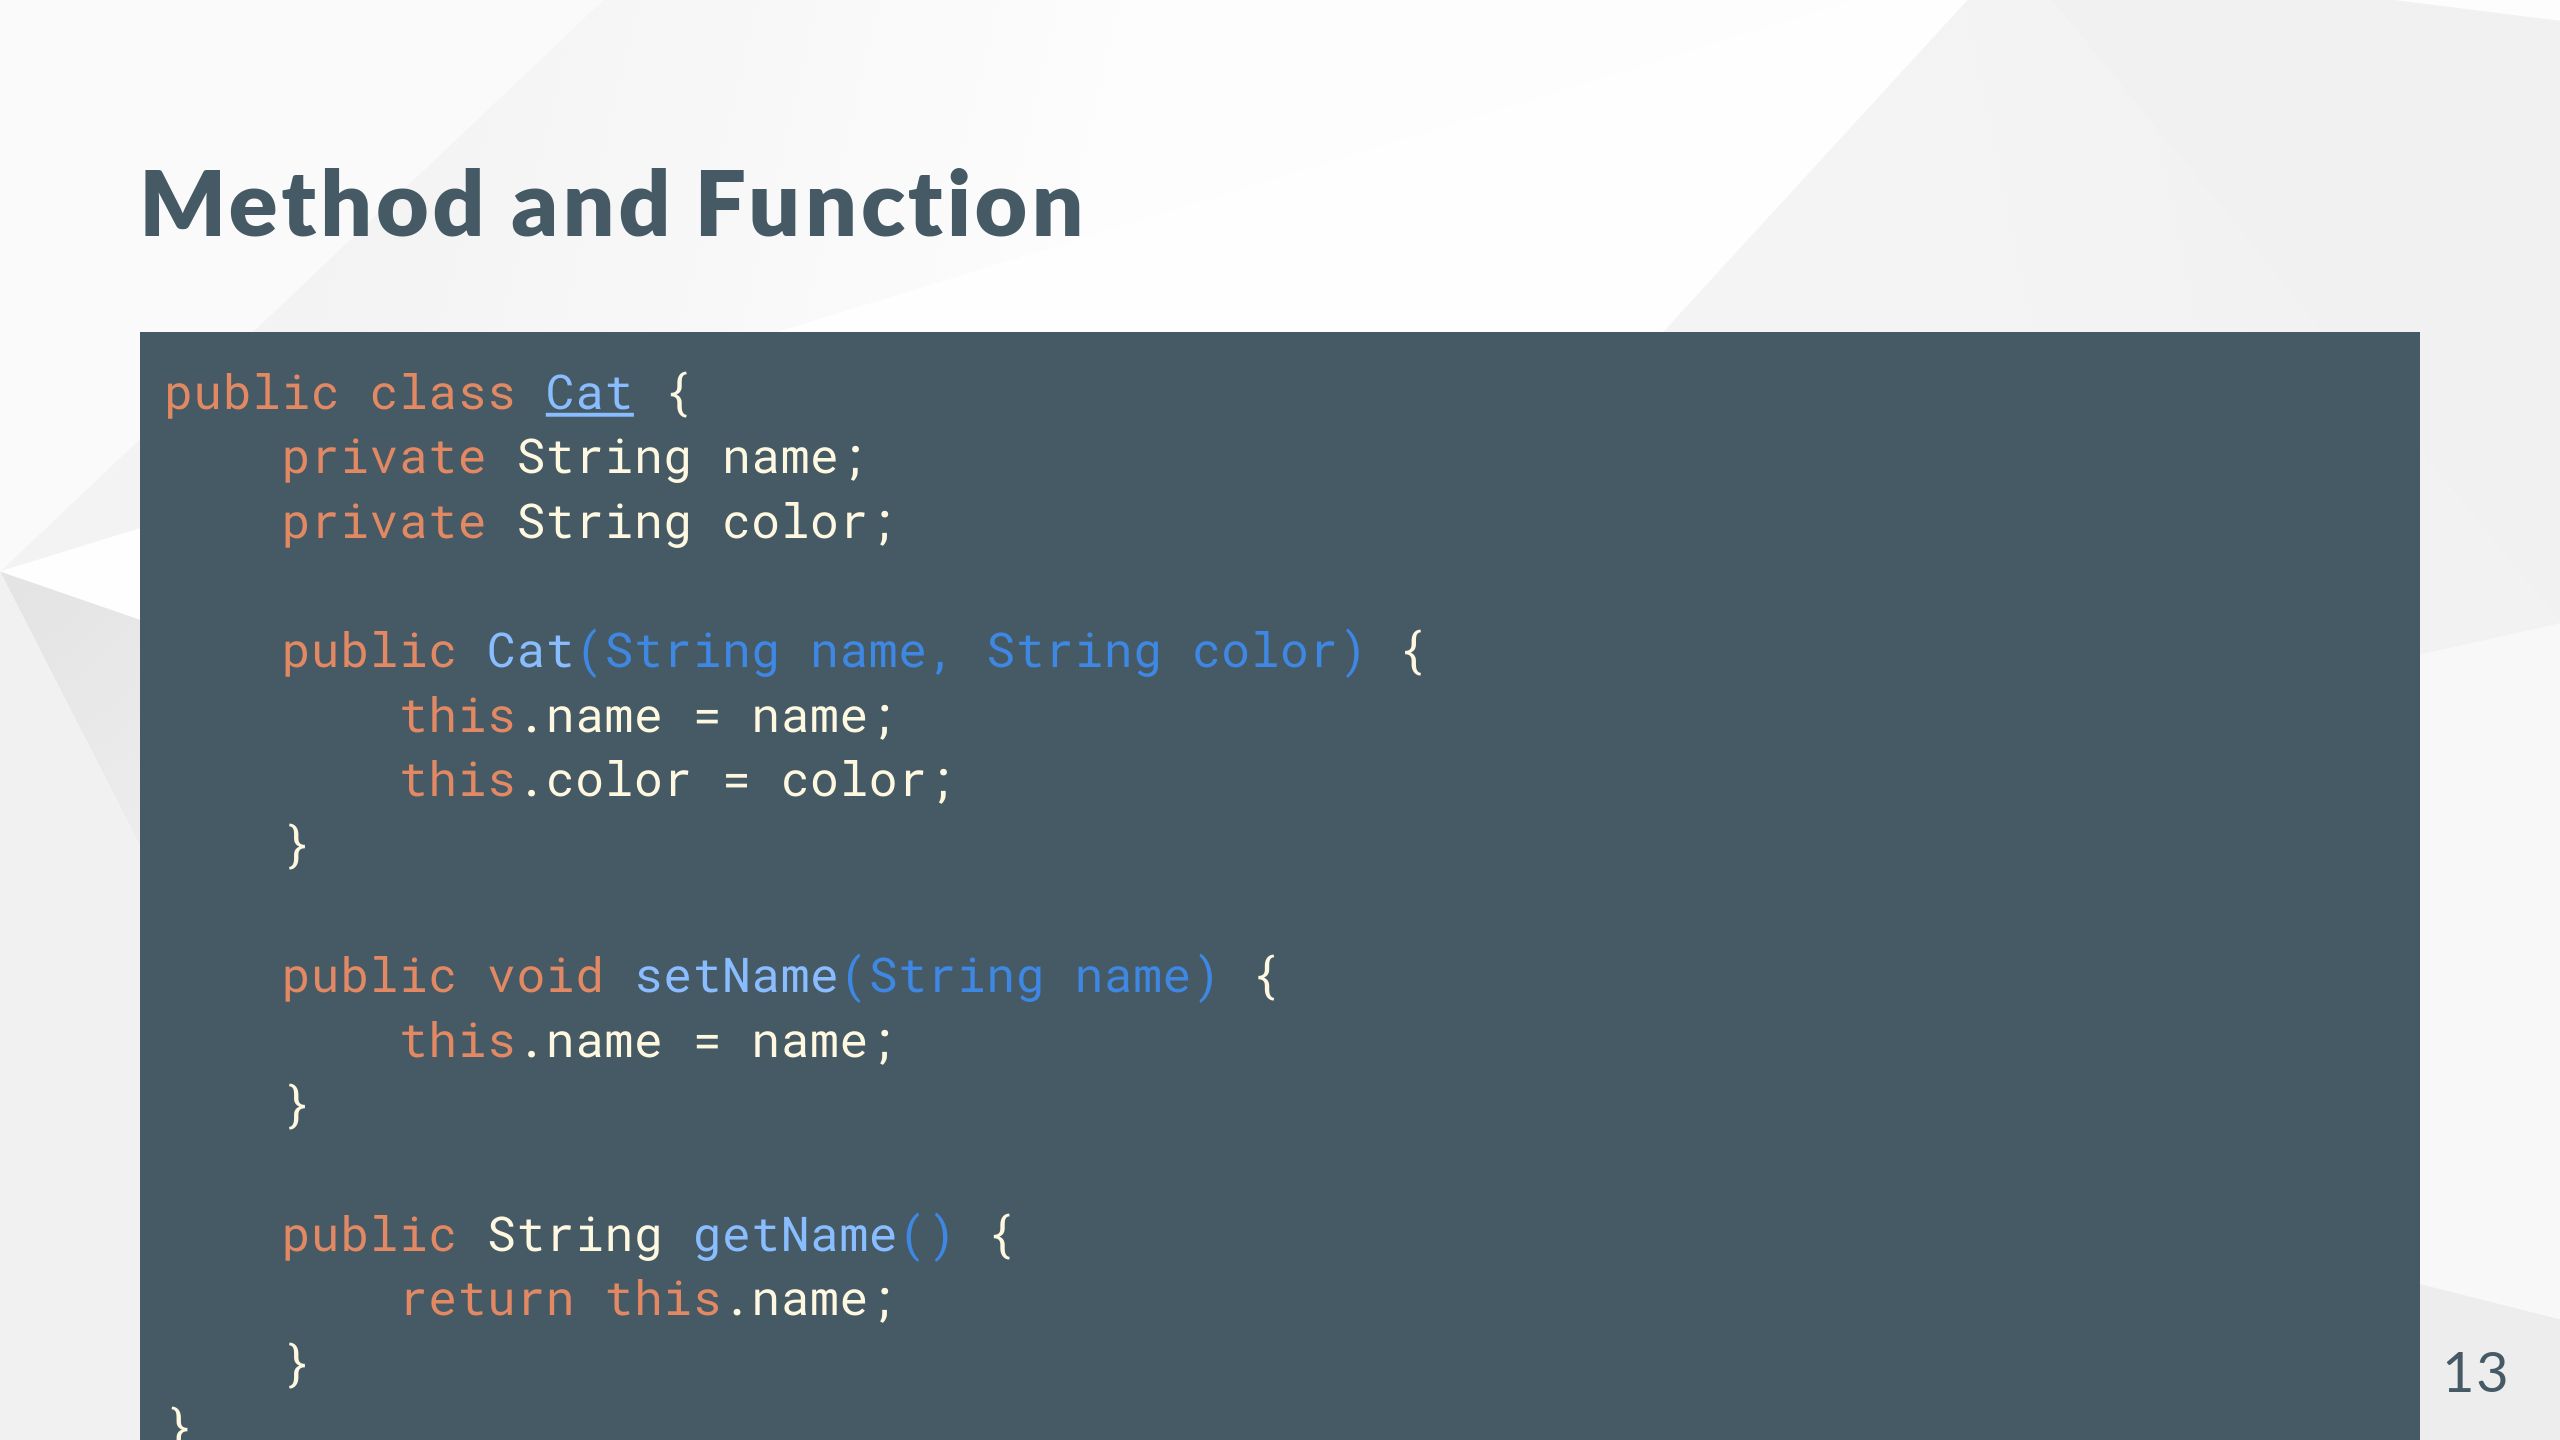 Method and Function
public class Cat {
    private String name;
    private String color;

    public Cat(String name, String color) {
        this.name = name;
        this.color = color;
    }

    public void setName(String name) {
        this.name = name;
    }

    public String getName() {
        return this.name;
    }
}
13